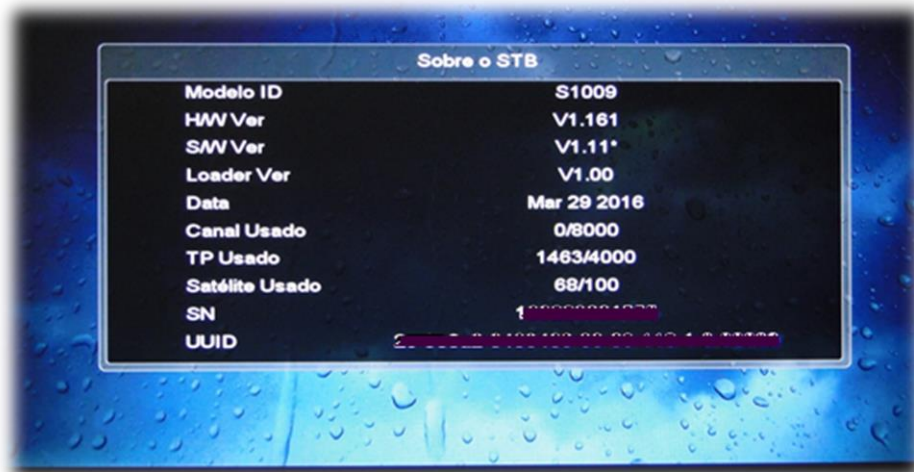 Sobre o STB
Modelo ID S1009
H/W Ver V1.161
S/W Ver V1.11*
Loader Ver V1.00
Data Mar 29 2016
Canal Usado 0/8000
TP Usado 1463/4000
Satélite Usado 68/100
SN
UUID